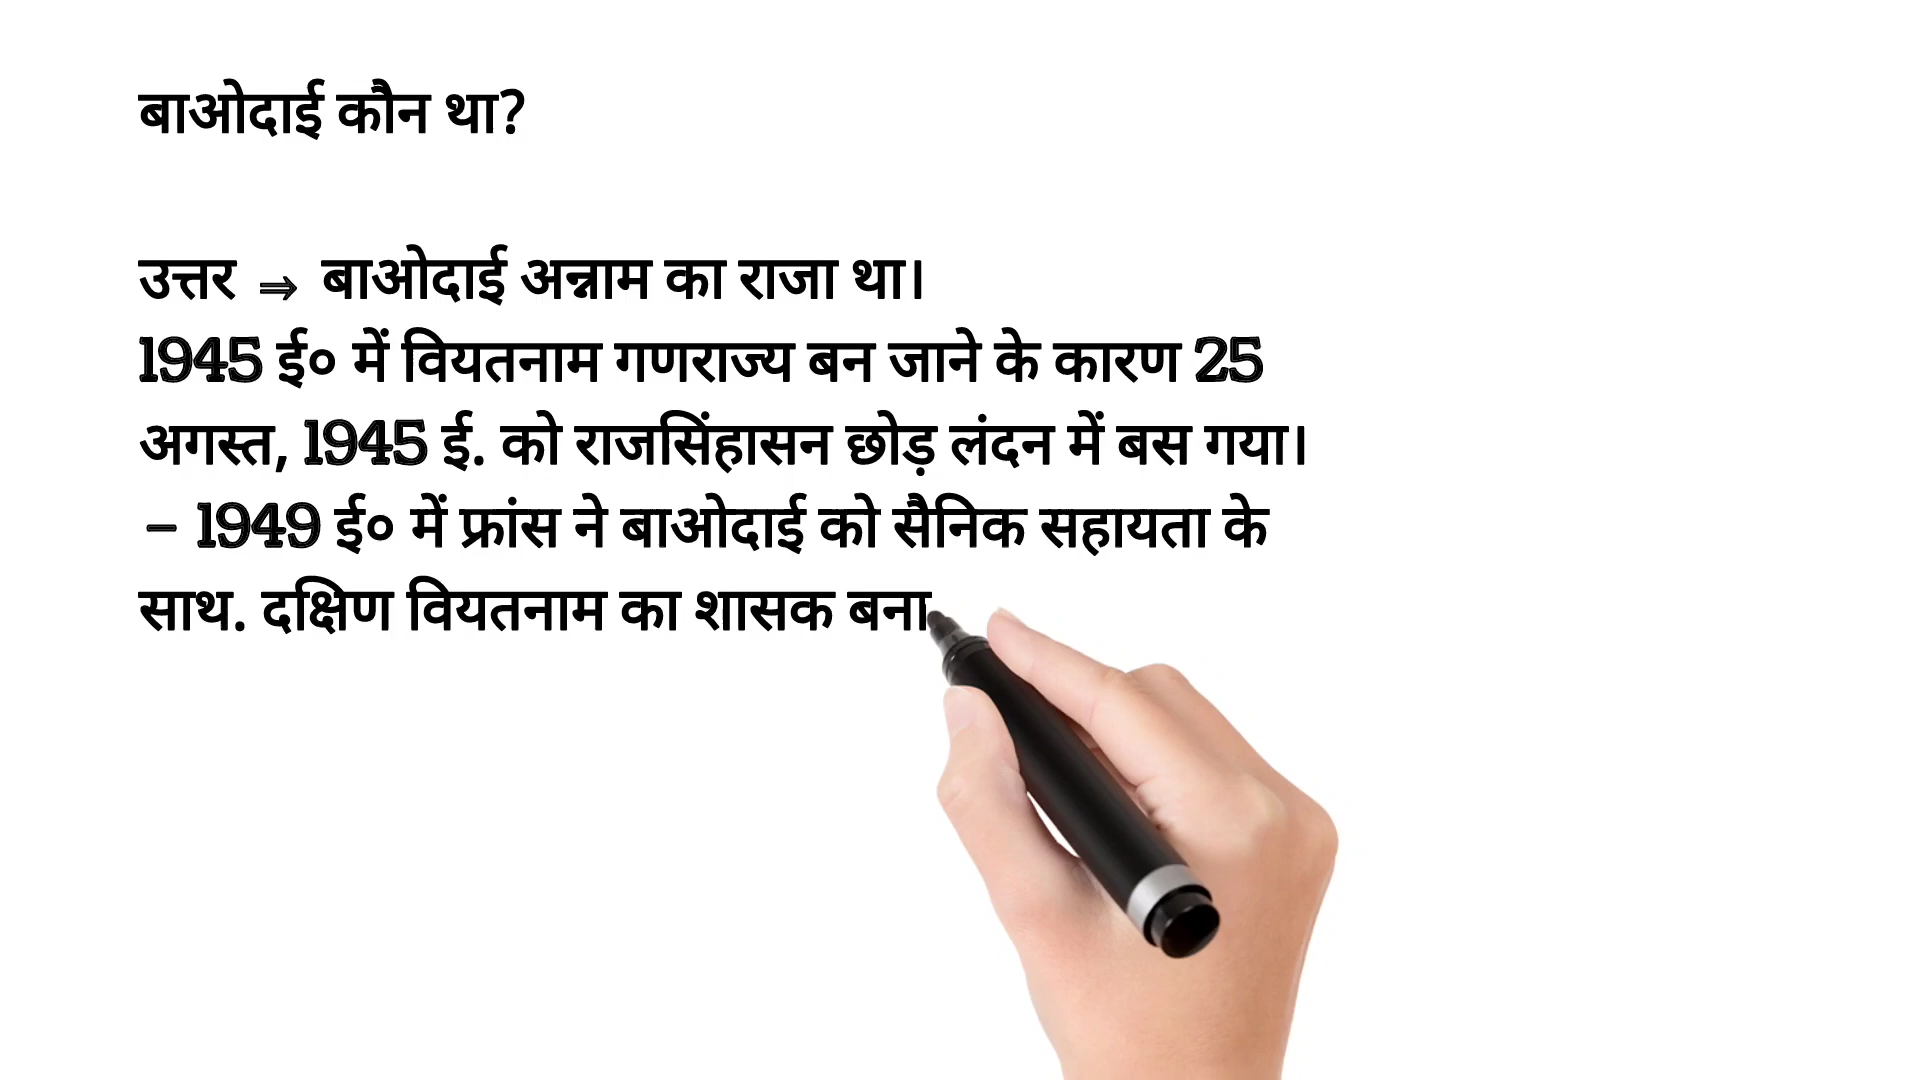 बाओदाई कौन था?
उत्तर ⇒ बाओदाई अन्नाम का राजा था।
1945 ई० में वियतनाम गणराज्य बन जाने के कारण 25
अगस्त, 1945 ई. को राजसिंहासन छोड़ लंदन में बस गया।
– 1949 ई० में फ्रांस ने बाओदाई को सैनिक सहायता के
साथ. दक्षिण वियतनाम का शासक बना